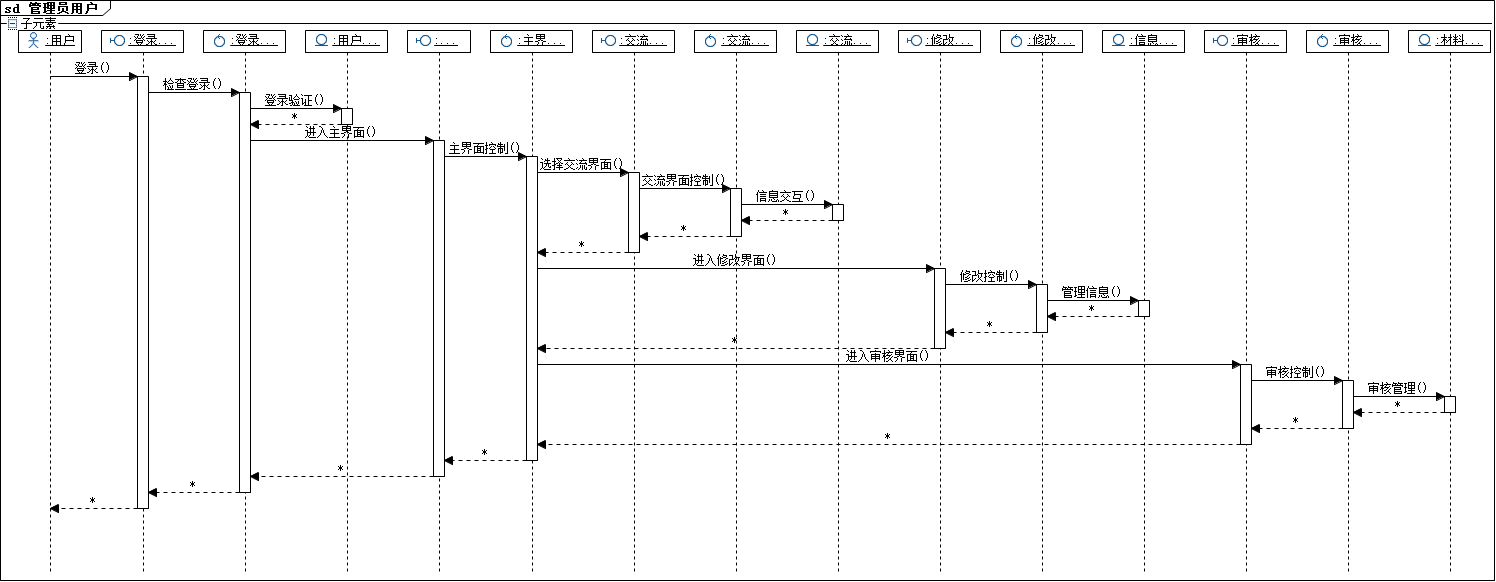 sd 管理员用户
子元素
:用户
:登录...
:登录...
:用户...
:...
:主界...
:交流...
:交流...
:交流...
:修改...
:修改...
:信息...
:审核...
:审核...
:材料...
登录()
检查登录()
登录验证()
*
进入主界面()
主界面控制()
选择交流界面()
交流界面控制()
信息交互()
*
*
*
进入修改界面()
修改控制()
管理信息()
*
*
*
进入审核界面()
审核控制()
审核管理()
*
*
*
*
*
*
*